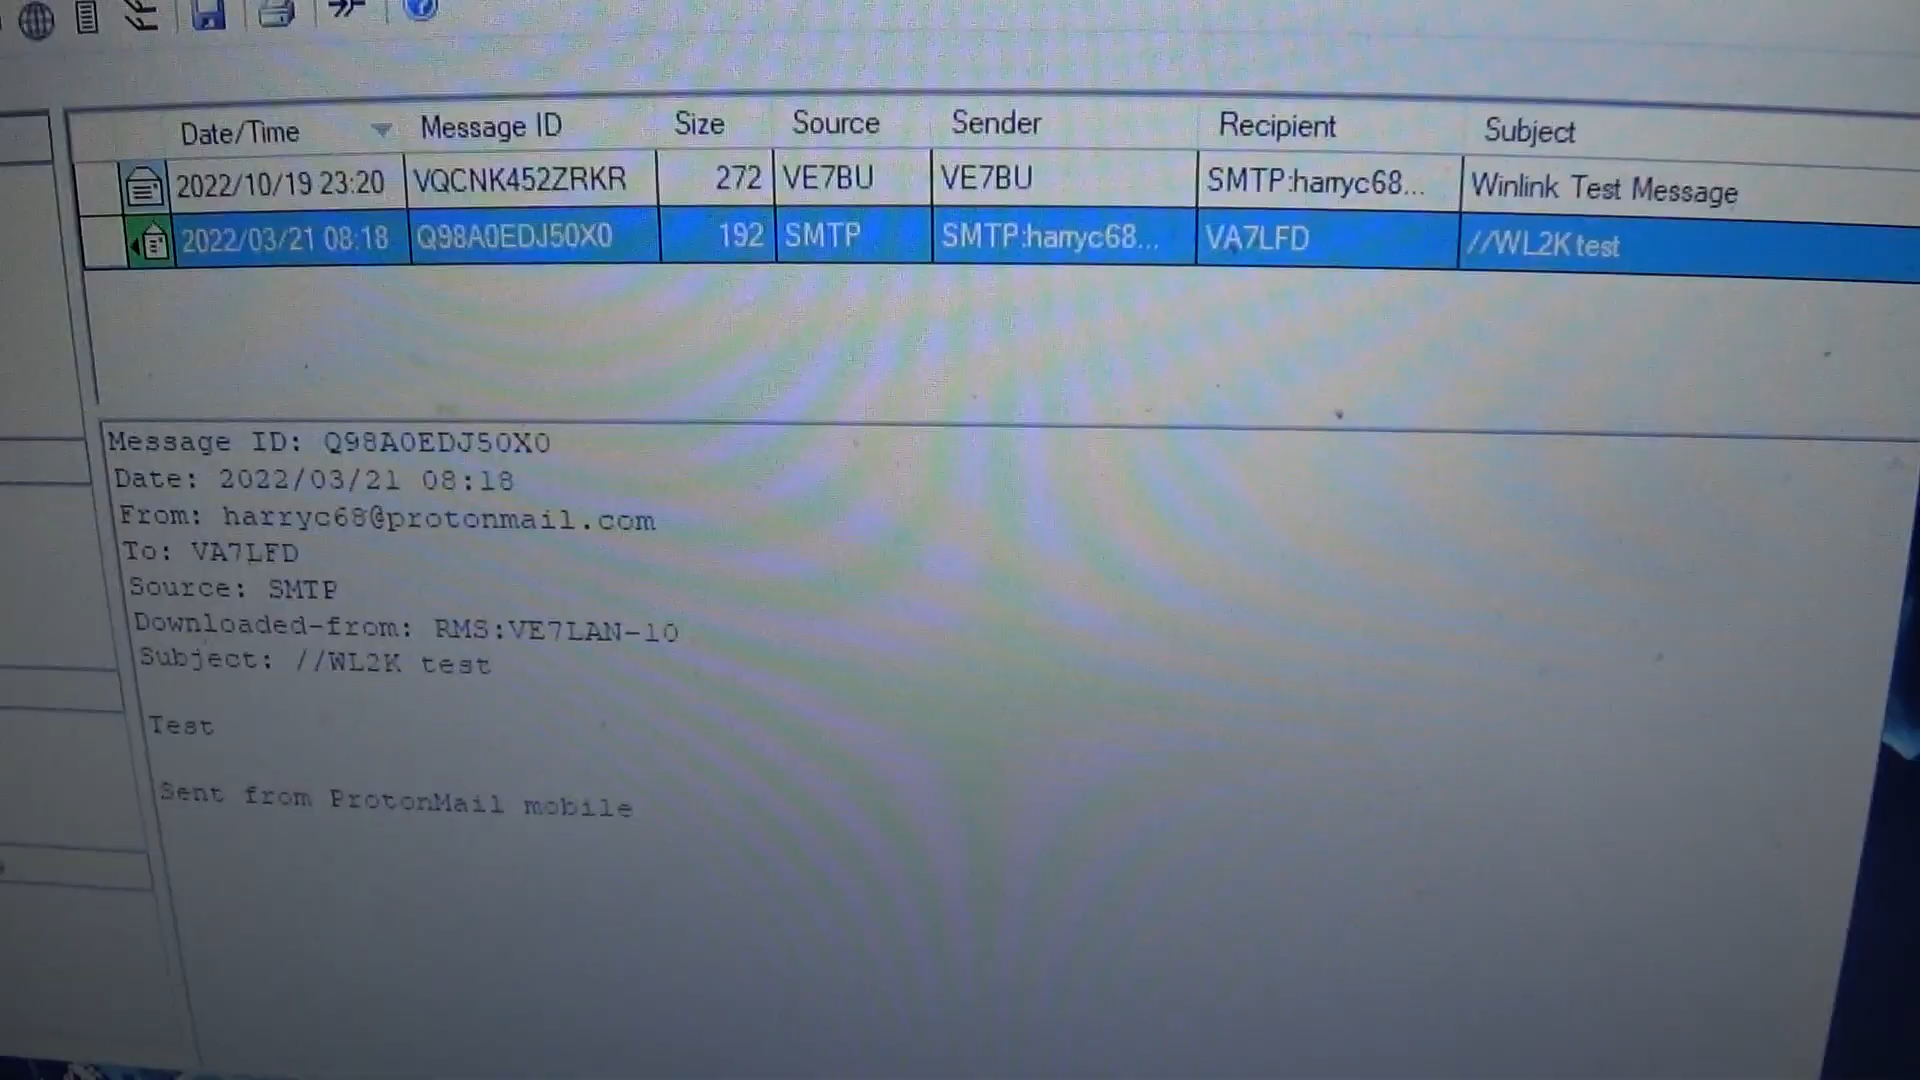 Date/Time Message ID Size Source Sender Recipient Subject
2022/10/19 23:20 VQCNK452ZRKR 272 VE7BU VE7BU SMTP:harryc68... Winlink Test Message
2022/03/21 08:18 Q98A0EDJ50X0 192 SMTP SMTP:harryc68... VA7LFD //WL2K test
Message ID: Q98A0EDJ50X0
Date: 2022/03/21 08:18
From: harryc68@protonmail.com
To: VA7LFD
Source: SMTP
Downloaded-from: RMS:VE7LAN-10
Subject: //WL2K test
Test
Sent from ProtonMail mobile